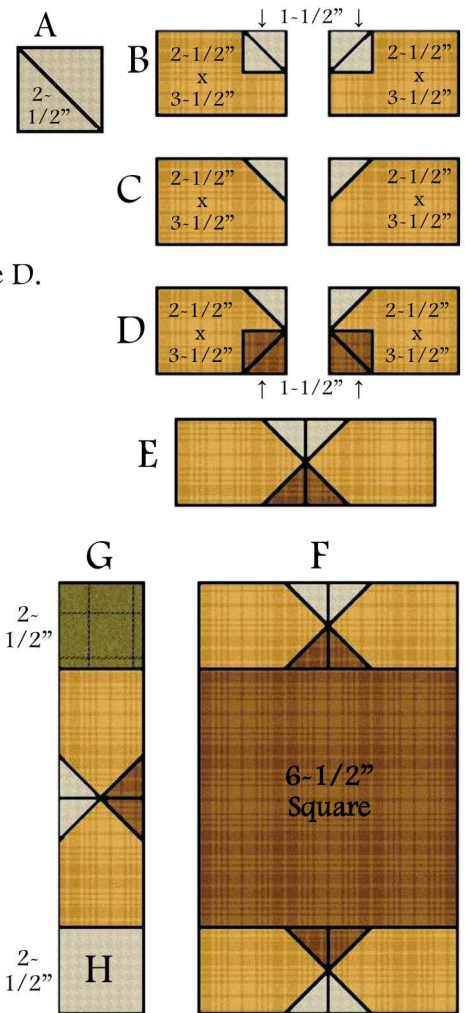 A
2~
1/2”
B
↓ 1~1/2” ↓
2~1/2”
x
3~1/2”
2~1/2”
x
3~1/2”
C
2~1/2”
x
3~1/2”
2~1/2”
x
3~1/2”
e D.
D
2~1/2”
x
3~1/2”
2~1/2”
x
3~1/2”
↑ 1~1/2” ↑
E
G
F
2~
1/2”
6~1/2”
Square
2~
1/2”
H